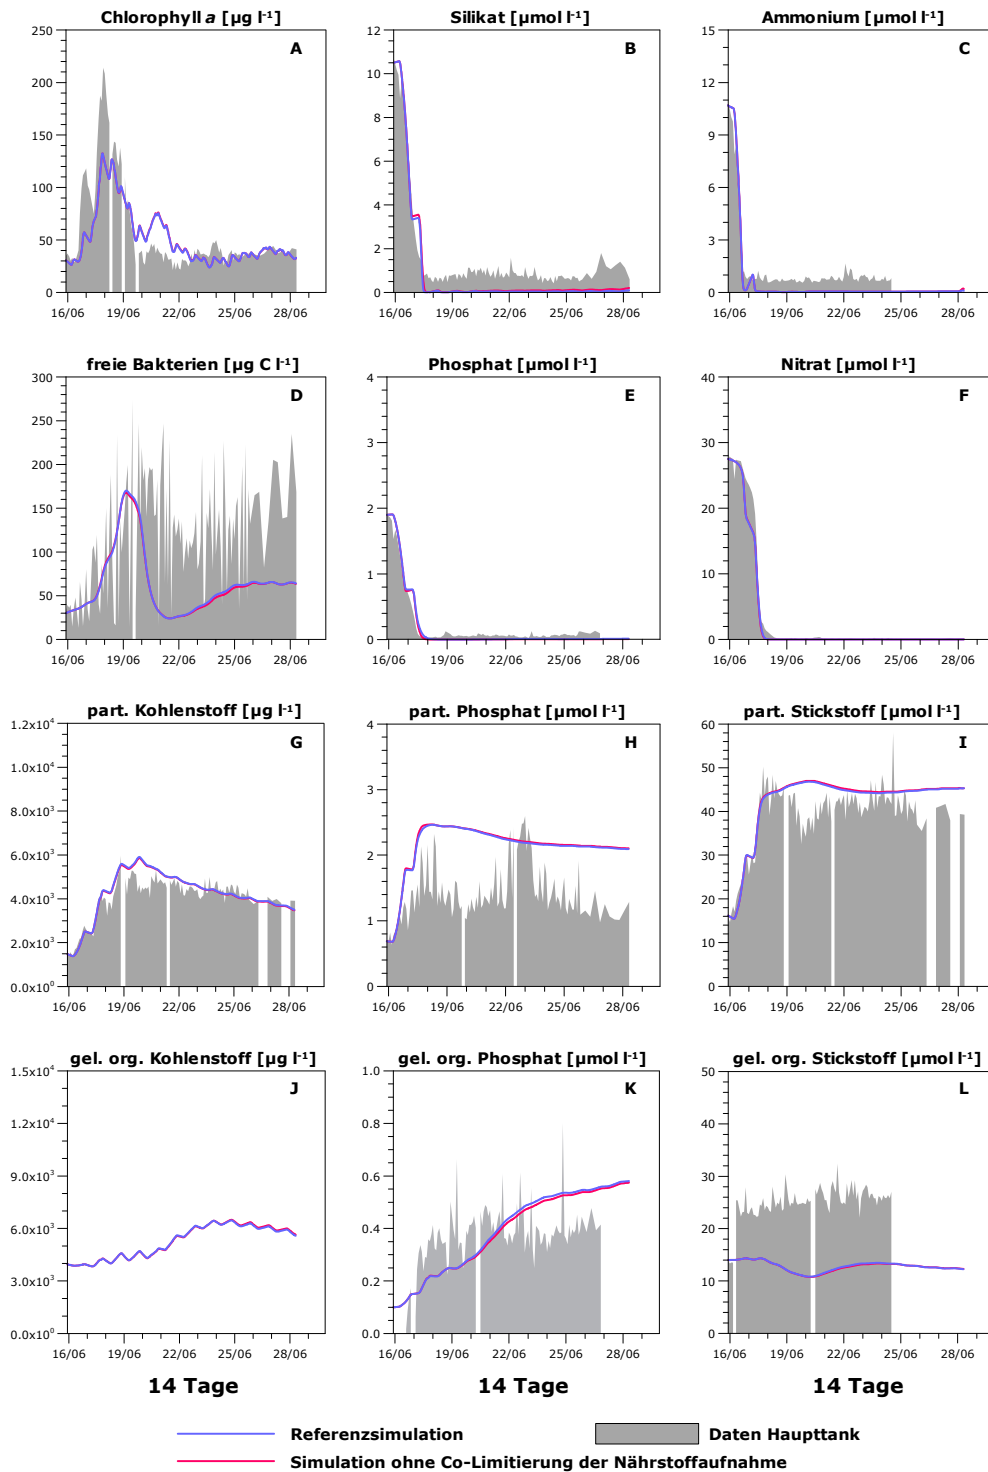 Chlorophyll a [µg l⁻¹]
250
200
150
100
50
0
A
16/06 19/06 22/06 25/06 28/06
Silikat [µmol l⁻¹]
12
10
8
6
4
2
0
B
16/06 19/06 22/06 25/06 28/06
Ammonium [µmol l⁻¹]
15
12
9
6
3
0
C
16/06 19/06 22/06 25/06 28/06
freie Bakterien [µg C l⁻¹]
300
250
200
150
100
50
0
D
16/06 19/06 22/06 25/06 28/06
Phosphat [µmol l⁻¹]
4
3
2
1
0
E
16/06 19/06 22/06 25/06 28/06
Nitrat [µmol l⁻¹]
40
30
20
10
0
F
16/06 19/06 22/06 25/06 28/06
part. Kohlenstoff [µg l⁻¹]
1.2x10⁴
1.0x10⁴
8.0x10³
6.0x10³
4.0x10³
2.0x10³
0.0x10⁰
G
16/06 19/06 22/06 25/06 28/06
part. Phosphat [µmol l⁻¹]
4
3
2
1
0
H
16/06 19/06 22/06 25/06 28/06
part. Stickstoff [µmol l⁻¹]
60
50
40
30
20
10
0
I
16/06 19/06 22/06 25/06 28/06
gel. org. Kohlenstoff [µg l⁻¹]
1.5x10⁴
1.2x10⁴
9.0x10³
6.0x10³
3.0x10³
0.0x10⁰
J
16/06 19/06 22/06 25/06 28/06
14 Tage
gel. org. Phosphat [µmol l⁻¹]
1.0
0.8
0.6
0.4
0.2
0.0
K
16/06 19/06 22/06 25/06 28/06
14 Tage
gel. org. Stickstoff [µmol l⁻¹]
50
40
30
20
10
0
L
16/06 19/06 22/06 25/06 28/06
14 Tage
Referenzsimulation
Daten Haupttank
Simulation ohne Co-Limitierung der Nährstoffaufnahme